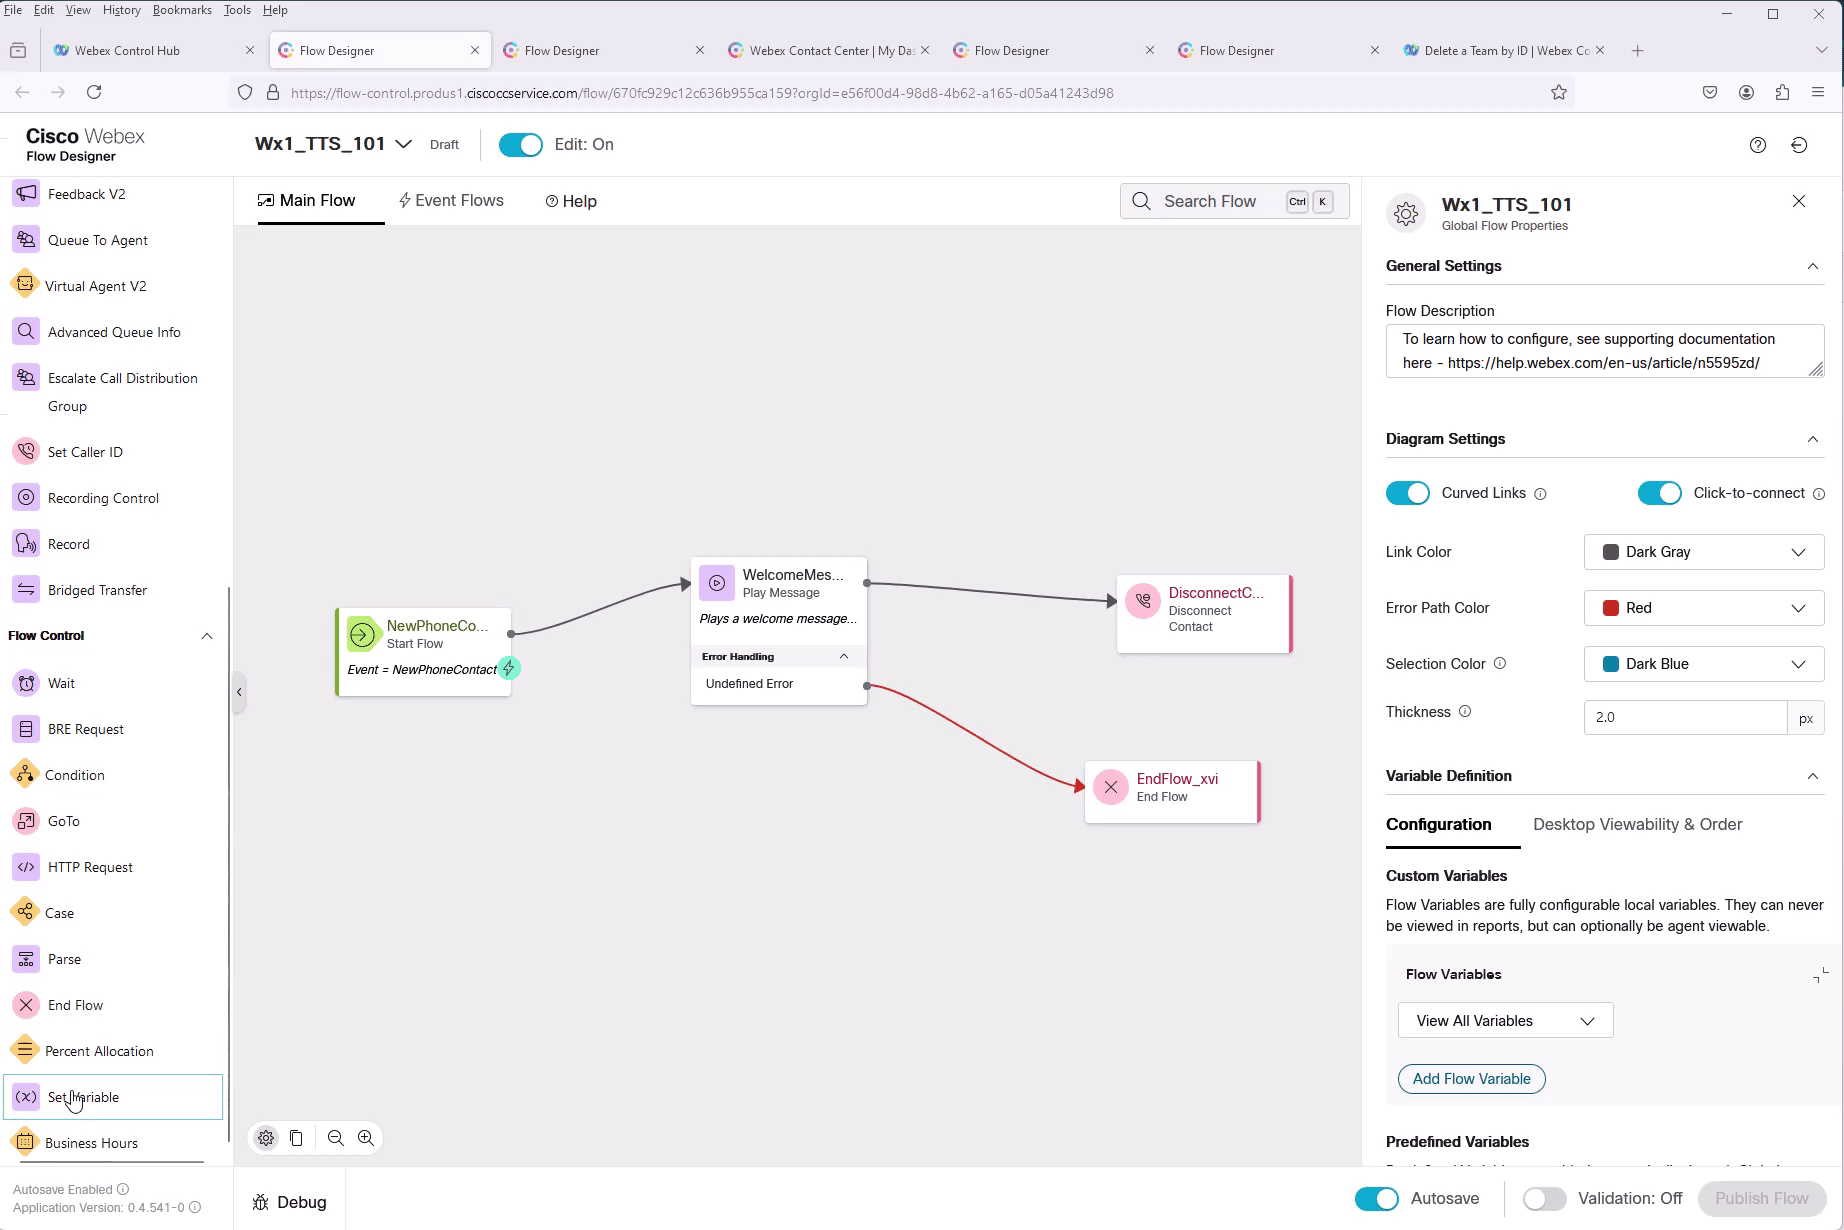 File Edit View History Bookmarks Tools Help
Webex Control Hub
Flow Designer
Flow Designer
Webex Contact Center | My Das
Flow Designer
Flow Designer
Delete a Team by ID | Webex Co
https://flow-control.produs1.ciscoccservice.com/flow/670fc929c12c636b955ca159?orgId=e56f00d4-98d8-4b62-a165-d05a41243d98
Cisco Webex
Flow Designer
Wx1_TTS_101
Draft
Edit: On
Feedback V2
Queue To Agent
Virtual Agent V2
Advanced Queue Info
Escalate Call Distribution
Group
Set Caller ID
Recording Control
Record
Bridged Transfer
Flow Control
Wait
BRE Request
Condition
GoTo
HTTP Request
Case
Parse
End Flow
Percent Allocation
Set Variable
Business Hours
Autosave Enabled
Application Version: 0.4.541-0
Main Flow
Event Flows
Help
Search Flow
Ctrl K
NewPhoneCo...
Start Flow
Event = NewPhoneContact
WelcomeMes...
Play Message
Plays a welcome message...
Error Handling
Undefined Error
DisconnectC...
Disconnect
Contact
EndFlow_xvi
End Flow
Debug
Wx1_TTS_101
Global Flow Properties
General Settings
Flow Description
To learn how to configure, see supporting documentation
here - https://help.webex.com/en-us/article/n5595zd/
Diagram Settings
Curved Links
Click-to-connect
Link Color
Dark Gray
Error Path Color
Red
Selection Color
Dark Blue
Thickness
2.0
px
Variable Definition
Configuration
Desktop Viewability & Order
Custom Variables
Flow Variables are fully configurable local variables. They can never
be viewed in reports, but can optionally be agent viewable.
Flow Variables
View All Variables
Add Flow Variable
Predefined Variables
Autosave
Validation: Off
Publish Flow